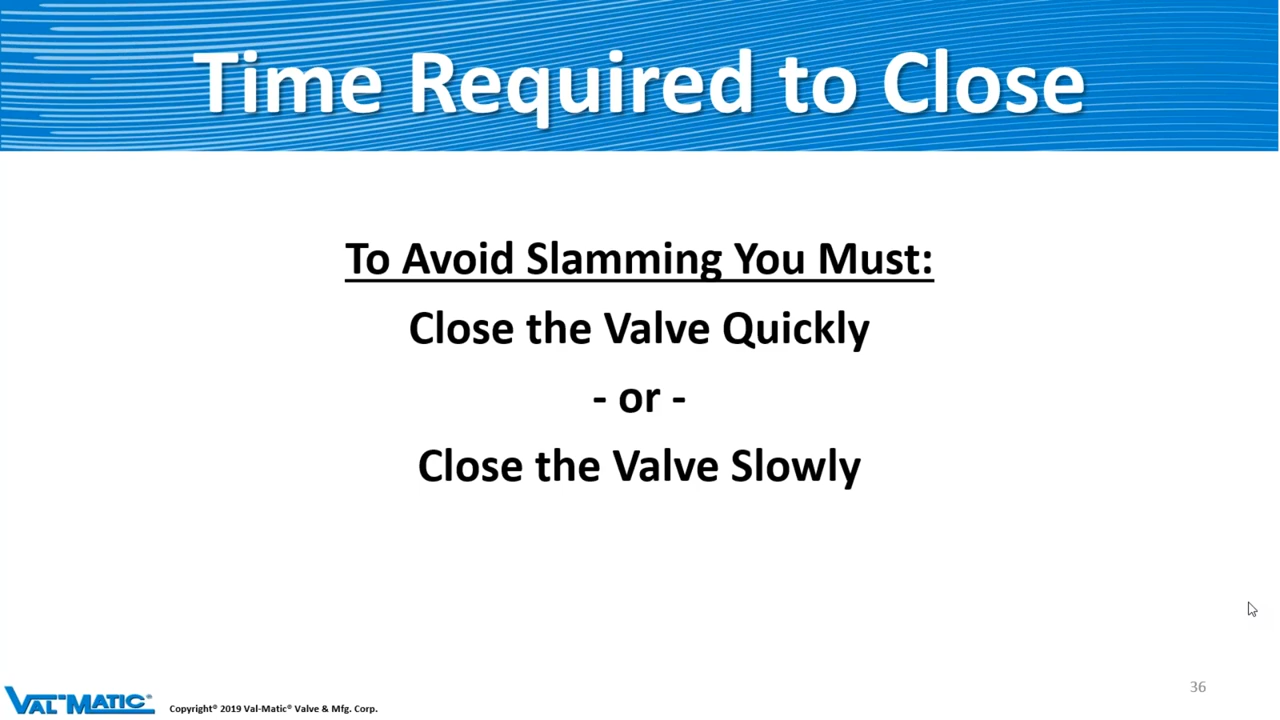 Time Required to Close
To Avoid Slamming You Must:
Close the Valve Quickly
- or -
Close the Valve Slowly
36
VAL-MATIC®
Copyright® 2019 Val-Matic® Valve & Mfg. Corp.